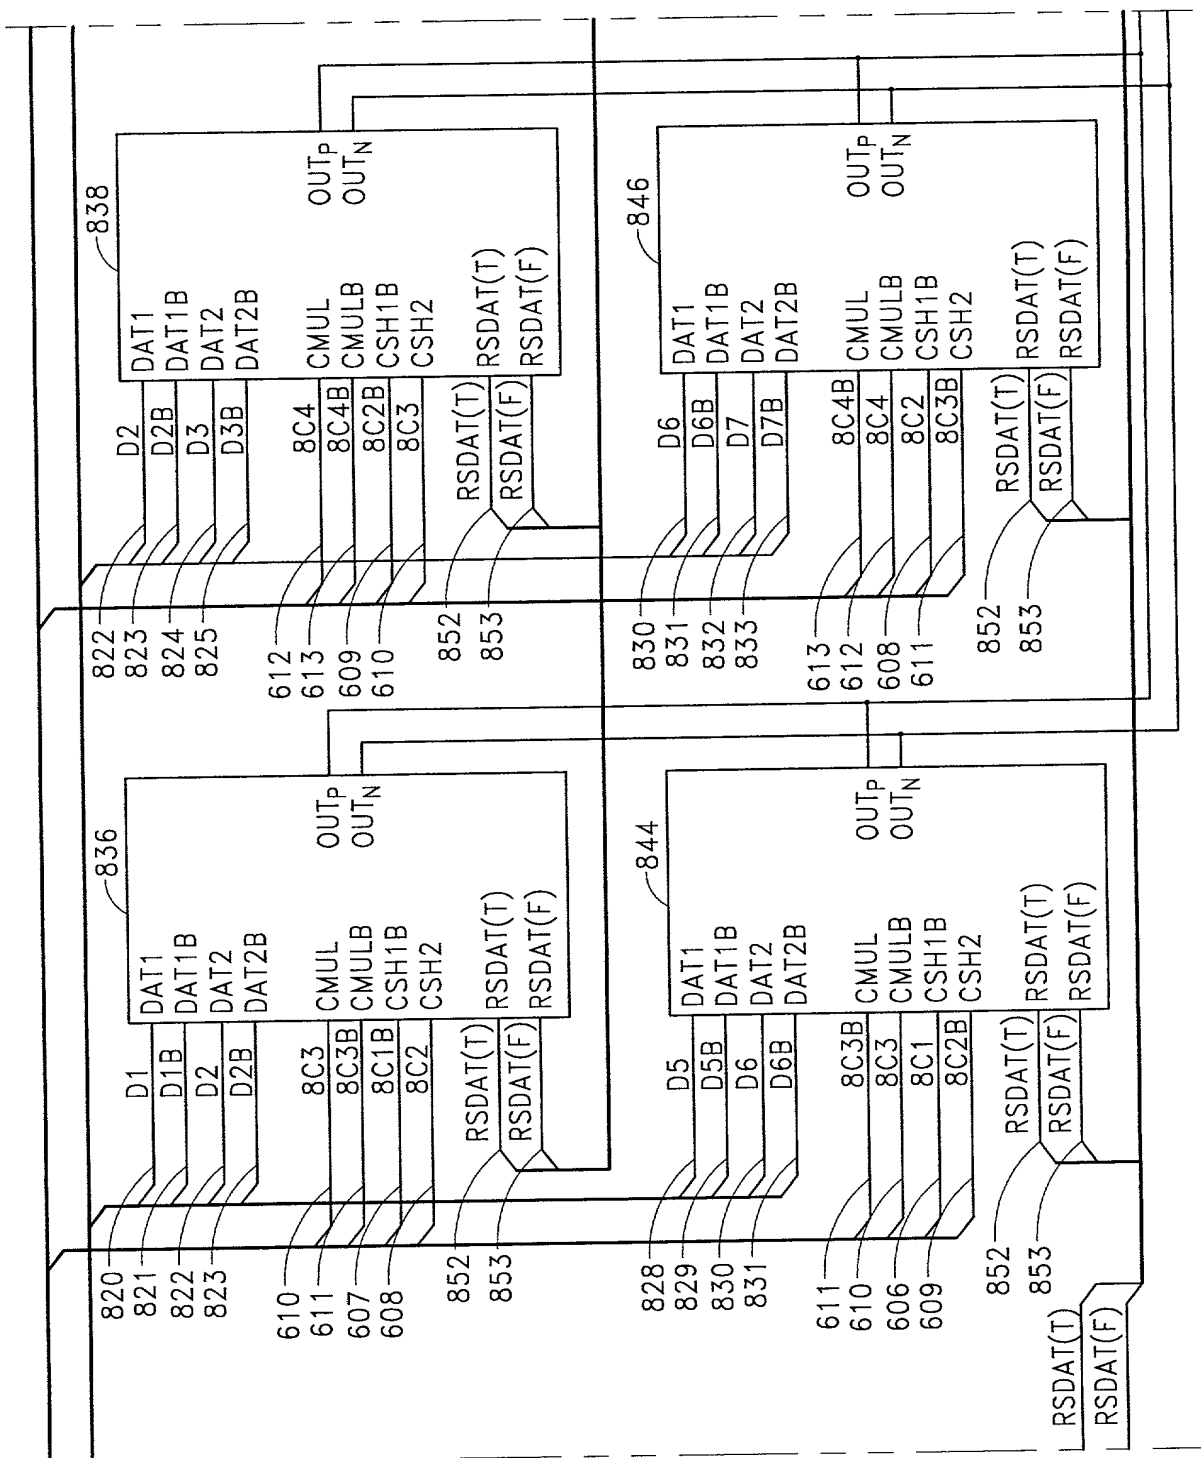 838
822
D2
DAT1
823
D2B
DAT1B
824
D3
DAT2
825
D3B
DAT2B
612
8C4
CMUL
613
8C4B
CMULB
609
8C2B
CSH1B
610
8C3
CSH2
OUTP
OUTN
852
RSDAT(T)
RSDAT(T)
853
RSDAT(F)
RSDAT(F)
846
830
D6
DAT1
831
D6B
DAT1B
832
D7
DAT2
833
D7B
DAT2B
613
8C4B
CMUL
612
8C4
CMULB
608
8C2
CSH1B
611
8C3B
CSH2
OUTP
OUTN
852
RSDAT(T)
RSDAT(T)
853
RSDAT(F)
RSDAT(F)
836
820
D1
DAT1
821
D1B
DAT1B
822
D2
DAT2
823
D2B
DAT2B
610
8C3
CMUL
611
8C3B
CMULB
607
8C1B
CSH1B
608
8C2
CSH2
OUTP
OUTN
852
RSDAT(T)
RSDAT(T)
853
RSDAT(F)
RSDAT(F)
844
828
D5
DAT1
829
D5B
DAT1B
830
D6
DAT2
831
D6B
DAT2B
611
8C3B
CMUL
610
8C3
CMULB
606
8C1
CSH1B
609
8C2B
CSH2
OUTP
OUTN
852
RSDAT(T)
RSDAT(T)
853
RSDAT(F)
RSDAT(F)
RSDAT(T)
RSDAT(F)